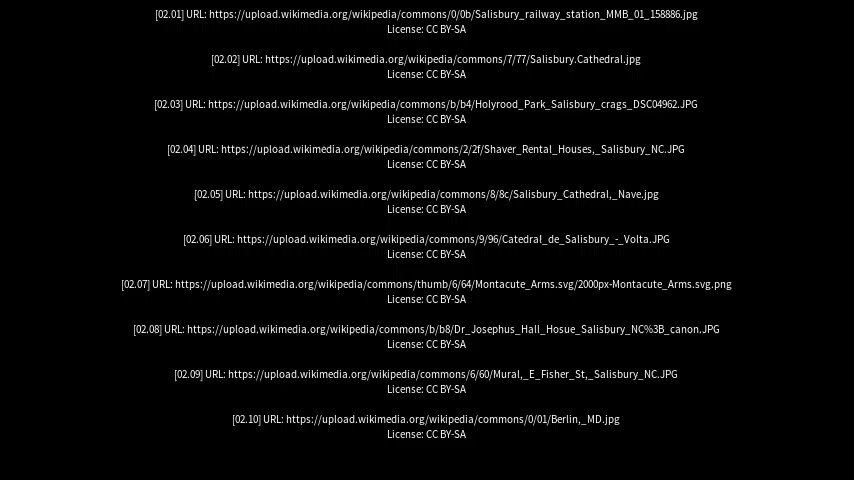 [02.01] URL: https://upload.wikimedia.org/wikipedia/commons/0/0b/Salisbury_railway_station_MMB_01_158886.jpg
License: CC BY-SA
[02.02] URL: https://upload.wikimedia.org/wikipedia/commons/7/77/Salisbury.Cathedral.jpg
License: CC BY-SA
[02.03] URL: https://upload.wikimedia.org/wikipedia/commons/b/b4/Holyrood_Park_Salisbury_crags_DSC04962.JPG
License: CC BY-SA
[02.04] URL: https://upload.wikimedia.org/wikipedia/commons/2/2f/Shaver_Rental_Houses,_Salisbury_NC.JPG
License: CC BY-SA
[02.05] URL: https://upload.wikimedia.org/wikipedia/commons/8/8c/Salisbury_Cathedral,_Nave.jpg
License: CC BY-SA
[02.06] URL: https://upload.wikimedia.org/wikipedia/commons/9/96/Catedral_de_Salisbury_-_Volta.JPG
License: CC BY-SA
[02.07] URL: https://upload.wikimedia.org/wikipedia/commons/thumb/6/64/Montacute_Arms.svg/2000px-Montacute_Arms.svg.png
License: CC BY-SA
[02.08] URL: https://upload.wikimedia.org/wikipedia/commons/b/b8/Dr_Josephus_Hall_Hosue_Salisbury_NC%3B_canon.JPG
License: CC BY-SA
[02.09] URL: https://upload.wikimedia.org/wikipedia/commons/6/60/Mural,_E_Fisher_St,_Salisbury_NC.JPG
License: CC BY-SA
[02.10] URL: https://upload.wikimedia.org/wikipedia/commons/0/01/Berlin,_MD.jpg
License: CC BY-SA